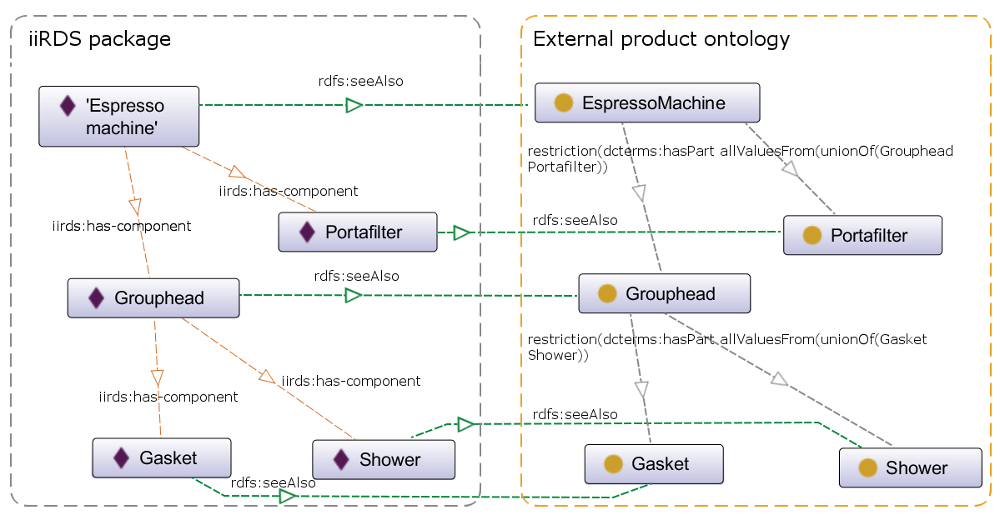 iiRDS package
External product ontology
rdfs:seeAlso
'Espresso
machine'
EspressoMachine
restriction(dcterms:hasPart allValuesFrom(unionOf(Grouphead
Portafilter))
iirds:has-component
iirds:has-component
rdfs:seeAlso
Portafilter
Portafilter
rdfs:seeAlso
Grouphead
Grouphead
restriction(dcterms:hasPart allValuesFrom(unionOf(Gasket
Shower))
iirds:has-component
iirds:has-component
rdfs:seeAlso
Gasket
Shower
Gasket
Shower
rdfs:seeAlso